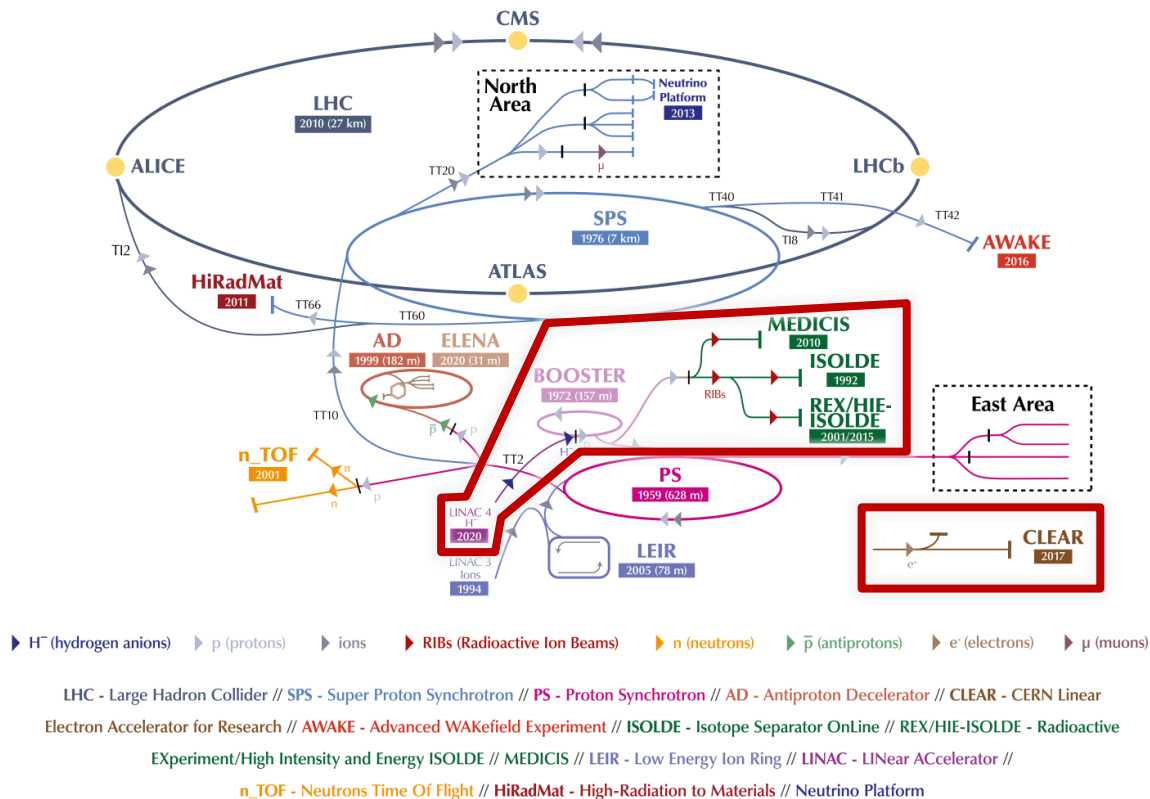 CMS
North
Area
Neutrino
Platform
2013
LHC
2010 (27 km)
ALICE
LHCb
TT20
μ
TT40
TT41
TT42
SPS
1976 (7 km)
TI8
AWAKE
2016
TI2
ATLAS
HiRadMat
2011
TT66
TT60
MEDICIS
2010
AD
1999 (182 m)
ELENA
2020 (31 m)
BOOSTER
1972 (157 m)
ISOLDE
1992
RIBs
REX/HIE-
ISOLDE
2001/2015
East Area
TT10
p̅
p
H⁻
p
n_TOF
2001
n
n
p
TT2
PS
1959 (628 m)
LINAC 4
H⁻
2020
LINAC 3
Ions
1994
LEIR
2005 (78 m)
CLEAR
2017
e⁻
H⁻ (hydrogen anions)
p (protons)
ions
RIBs (Radioactive Ion Beams)
n (neutrons)
p̅ (antiprotons)
e⁻ (electrons)
μ (muons)
LHC - Large Hadron Collider // SPS - Super Proton Synchrotron // PS - Proton Synchrotron // AD - Antiproton Decelerator // CLEAR - CERN Linear
Electron Accelerator for Research // AWAKE - Advanced WAKefield Experiment // ISOLDE - Isotope Separator OnLine // REX/HIE-ISOLDE - Radioactive
EXperiment/High Intensity and Energy ISOLDE // MEDICIS // LEIR - Low Energy Ion Ring // LINAC - LINear ACcelerator //
n_TOF - Neutrons Time Of Flight // HiRadMat - High-Radiation to Materials // Neutrino Platform